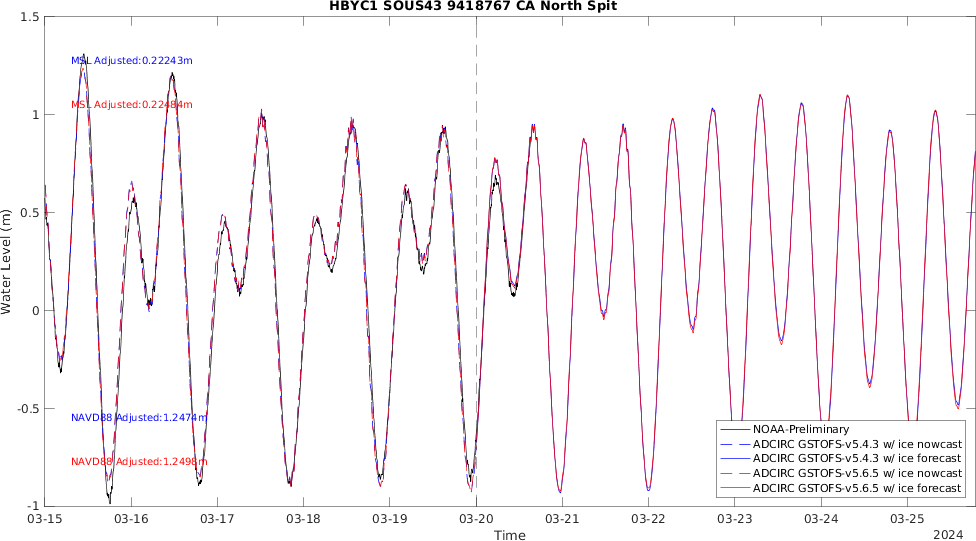 HBYC1 SOUS43 9418767 CA North Spit
1.5
1
0.5
0
-0.5
-1
Water Level (m)
MSL Adjusted:0.22243m
MSL Adjusted:0.22484m
NAVD88 Adjusted:1.2474m
NAVD88 Adjusted:1.2498m
NOAA-Preliminary
ADCIRC GSTOFS-v5.4.3 w/ ice nowcast
ADCIRC GSTOFS-v5.4.3 w/ ice forecast
ADCIRC GSTOFS-v5.6.5 w/ ice nowcast
ADCIRC GSTOFS-v5.6.5 w/ ice forecast
03-15 03-16 03-17 03-18 03-19 03-20 03-21 03-22 03-23 03-24 03-25
Time
2024